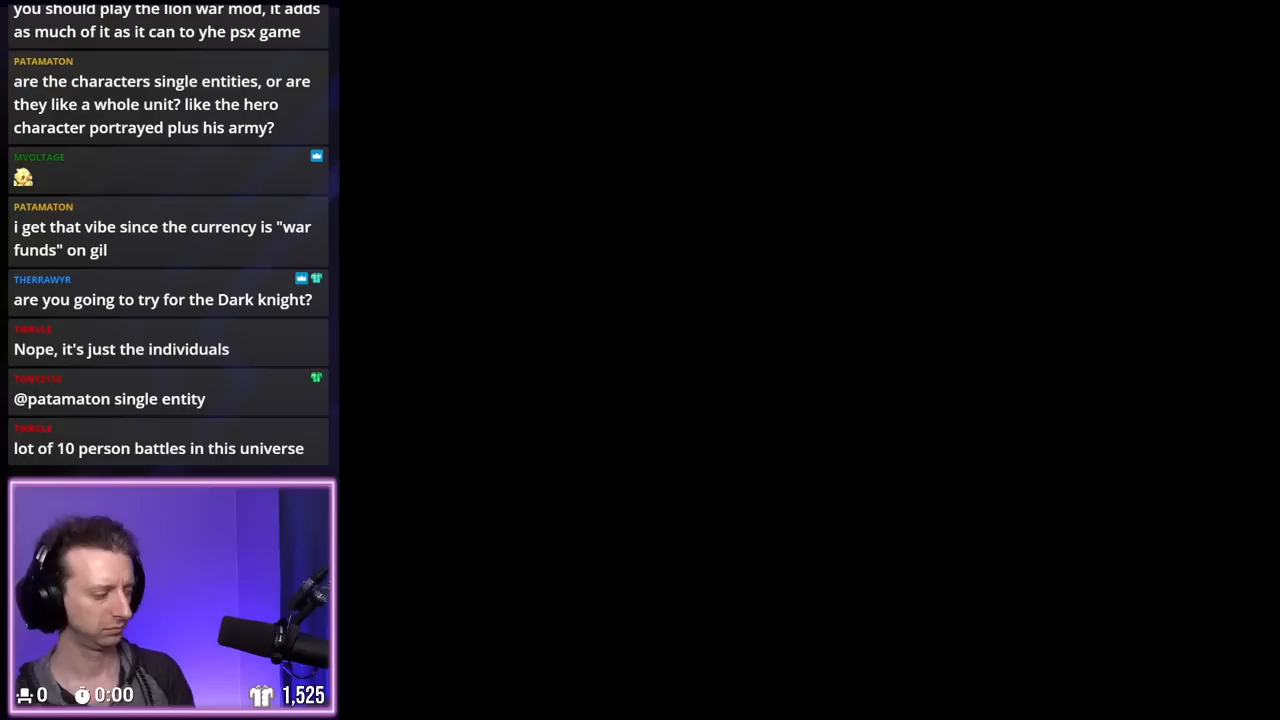 you should play the lion war mod, it adds
as much of it as it can to yhe psx game
PATAMATON
are the characters single entities, or are
they like a whole unit? like the hero
character portrayed plus his army?
MVOLTAGE
PATAMATON
i get that vibe since the currency is "war
funds" on gil
THERRAWYR
are you going to try for the Dark knight?
Nope, it's just the individuals
@patamaton single entity
lot of 10 person battles in this universe
0 0:00 1,525